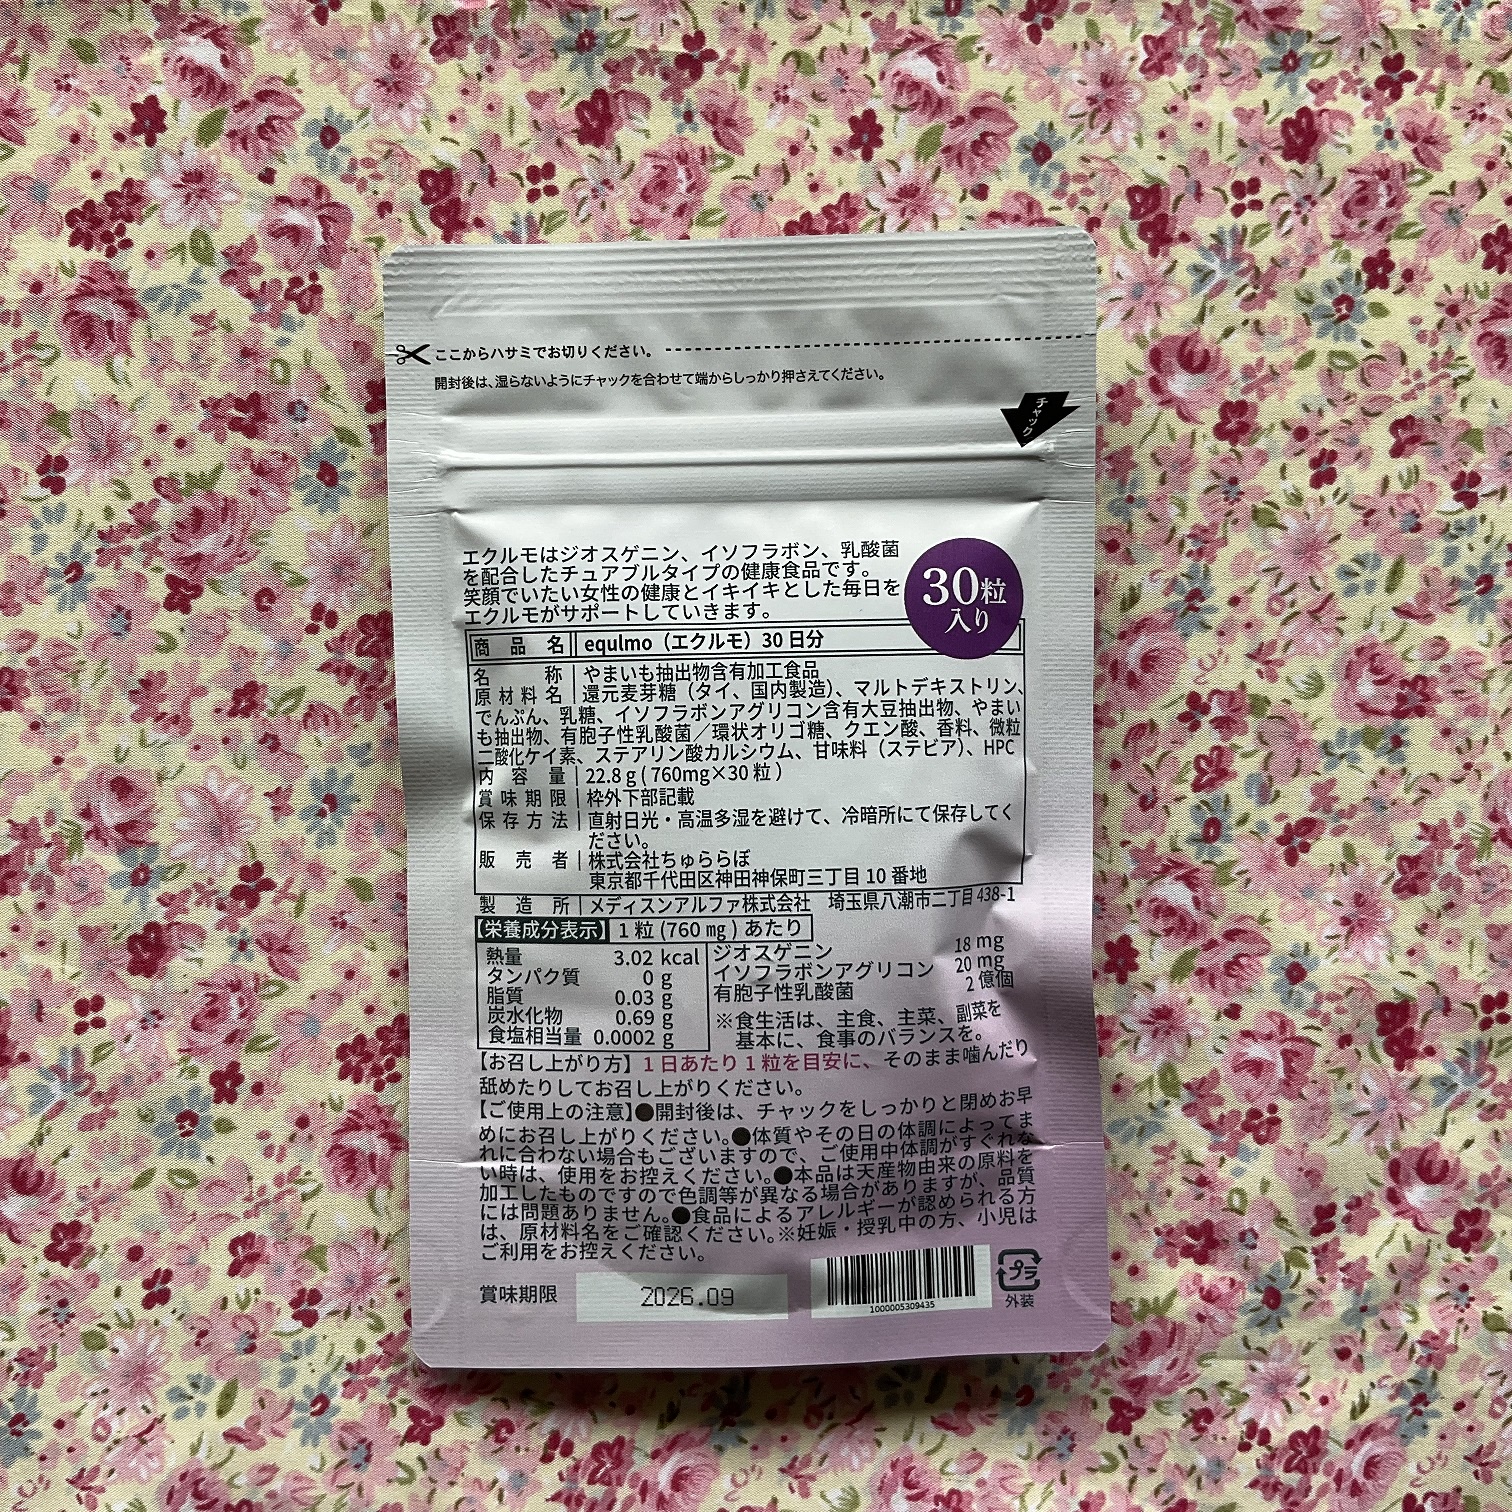 ここからハサミでお切りください。
開封後は、湿らないようにチャックを合わせて端からしっかり押さえてください。
チャック
エクルモはジオスゲニン、イソフラボン、乳酸菌
を配合したチュアブルタイプの健康食品です。
笑顔でいたい女性の健康とイキイキとした毎日を
エクルモがサポートしていきます。
30粒
入り
商品名 equlmo（エクルモ）30日分
名称 やまいも抽出物含有加工食品
原材料名 還元麦芽糖（タイ、国内製造）、マルトデキストリン、
でんぷん、乳糖、イソフラボンアグリコン含有大豆抽出物、やまい
も抽出物、有胞子性乳酸菌／環状オリゴ糖、クエン酸、香料、微粒
二酸化ケイ素、ステアリン酸カルシウム、甘味料（ステビア）、HPC
内容量 22.8g(760mg×30粒)
賞味期限 枠外下部記載
保存方法 直射日光・高温多湿を避けて、冷暗所にて保存してく
ださい。
販売者 株式会社ちゅららぼ
東京都千代田区神田神保町三丁目10番地
製造所 メディスンアルファ株式会社 埼玉県八潮市二丁目438-1
【栄養成分表示】1粒(760㎎)あたり
熱量 3.02 kcal
タンパク質 0 g
脂質 0.03 g
炭水化物 0.69 g
食塩相当量 0.0002 g
ジオスゲニン 18 mg
イソフラボンアグリコン 20 mg
有胞子性乳酸菌 2億個
※食生活は、主食、主菜、副菜を
基本に、食事のバランスを。
【お召し上がり方】1日あたり1粒を目安に、そのまま噛んだり
舐めたりしてお召し上がりください。
【ご使用上の注意】●開封後は、チャックをしっかりと閉めお早
めにお召し上がりください。●体質やその日の体調によってま
れに合わない場合もございますので、ご使用中体調がすぐれな
い時は、使用をお控えください。●本品は天産物由来の原料を
加工したものですので色調等が異なる場合がありますが、品質
には問題ありません。●食品によるアレルギーが認められる方
は、原材料名をご確認ください。※妊娠・授乳中の方、小児は
ご利用をお控えください。
賞味期限 2026.09
1000005309435
プラ
外装